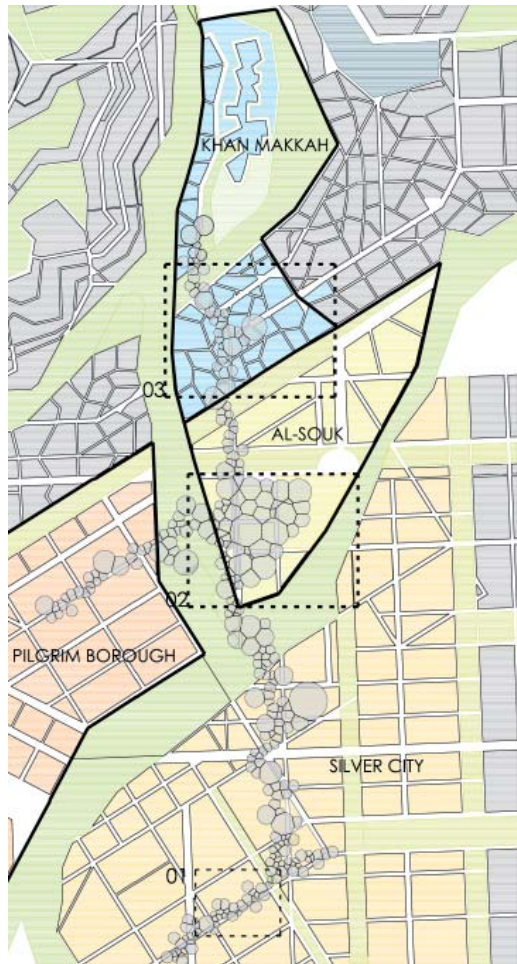 KHAN MAKKAH
03
AL-SOUK
02
PILGRIM BOROUGH
SILVER CITY
01